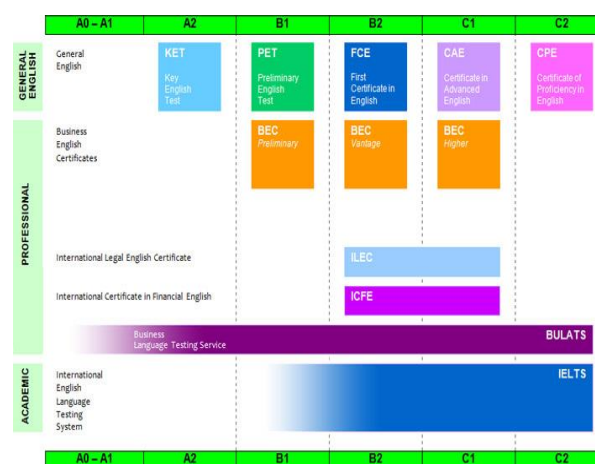 A0 – A1 A2 B1 B2 C1 C2
GENERAL
ENGLISH
General
English
KET
Key
English
Test
PET
Preliminary
English
Test
FCE
First
Certificate in
English
CAE
Certificate in
Advanced
English
CPE
Certificate of
Proficiency in
English
PROFESSIONAL
Business
English
Certificates
BEC
Preliminary
BEC
Vantage
BEC
Higher
International Legal English Certificate
ILEC
International Certificate in Financial English
ICFE
Business
Language Testing Service
BULATS
ACADEMIC
International
English
Language
Testing
System
IELTS
A0 – A1 A2 B1 B2 C1 C2